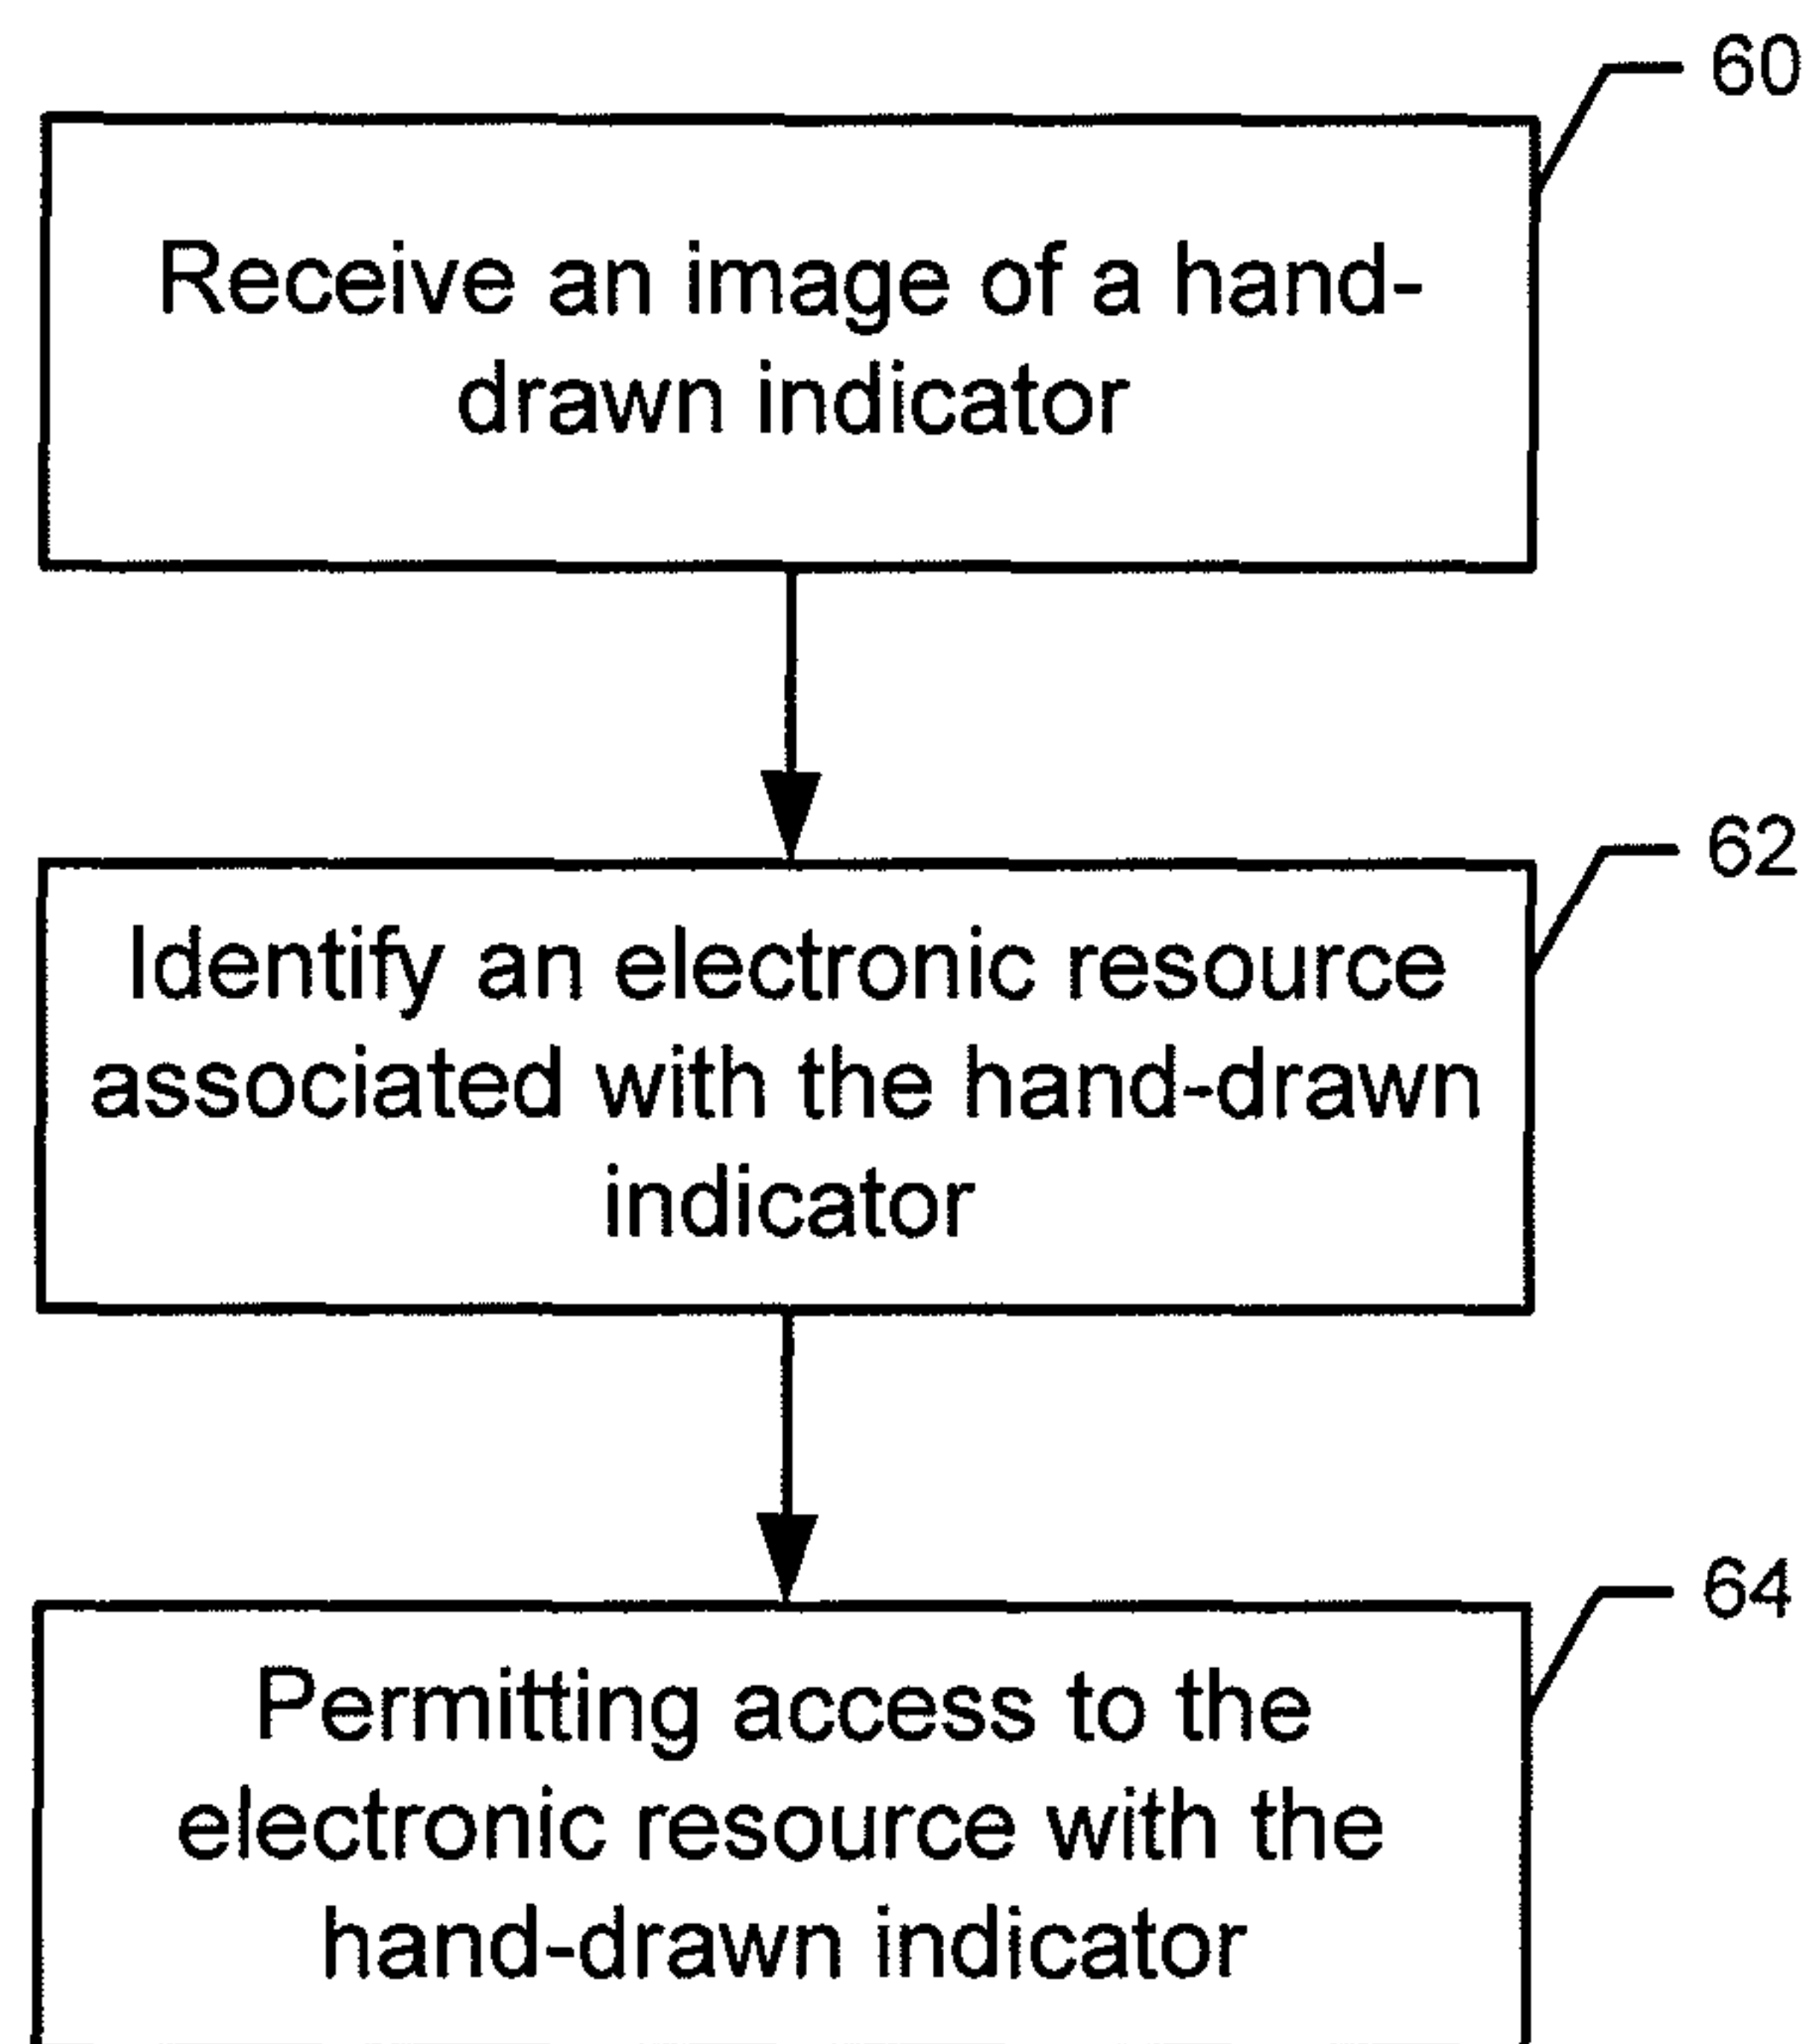 60
Receive an image of a hand-
drawn indicator
62
Identify an electronic resource
associated with the hand-drawn
indicator
64
Permitting access to the
electronic resource with the
hand-drawn indicator